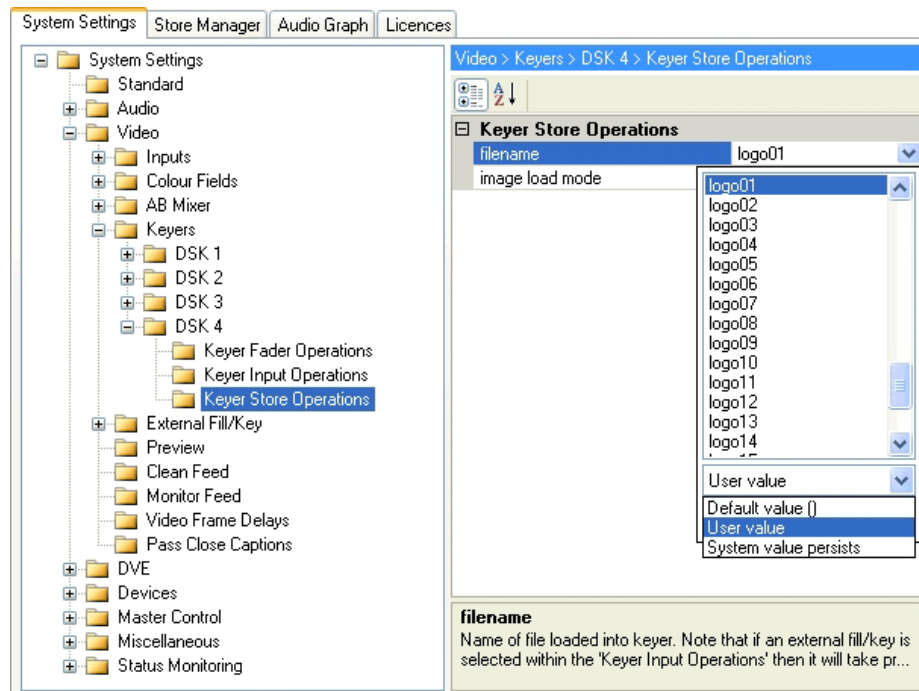 System Settings
Store Manager
Audio Graph
Licences
System Settings
Standard
Audio
Video
Inputs
Colour Fields
AB Mixer
Keyers
DSK 1
DSK 2
DSK 3
DSK 4
Keyer Fader Operations
Keyer Input Operations
Keyer Store Operations
External Fill/Key
Preview
Clean Feed
Monitor Feed
Video Frame Delays
Pass Close Captions
DVE
Devices
Master Control
Miscellaneous
Status Monitoring
Video > Keyers > DSK 4 > Keyer Store Operations
A
Z
Keyer Store Operations
filename logo01
image load mode
logo01
logo02
logo03
logo04
logo05
logo06
logo07
logo08
logo09
logo10
logo11
logo12
logo13
logo14
User value
Default value ()
User value
System value persists
filename
Name of file loaded into keyer. Note that if an external fill/key is
selected within the 'Keyer Input Operations' then it will take pr...